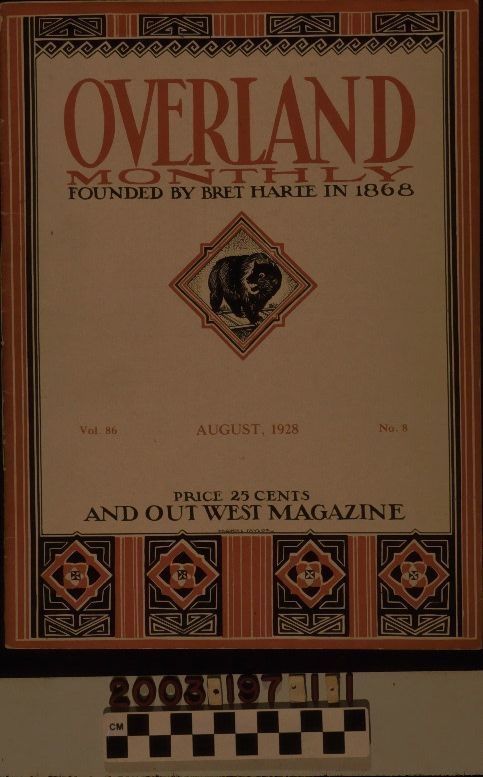 OVERLAND
MONTHLY
FOUNDED BY BRET HARTE IN 1868
Vol. 86 AUGUST, 1928 No. 8
PRICE 25 CENTS
AND OUT WEST MAGAZINE
2003.197.1.1
CM